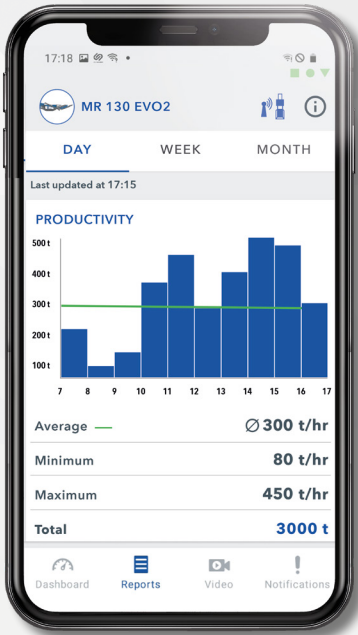 17:18
MR 130 EVO2
DAY WEEK MONTH
Last updated at 17:15
PRODUCTIVITY
500 t
400 t
300 t
200 t
100 t
7 8 9 10 11 12 13 14 15 16 17
Average Ø 300 t/hr
Minimum 80 t/hr
Maximum 450 t/hr
Total 3000 t
Dashboard Reports Video Notifications